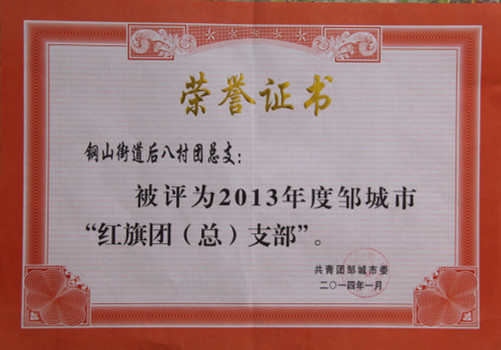 荣誉证书
钢山街道后八村团总支：
被评为2013年度邹城市
“红旗团（总）支部”。
共青团邹城市委
二〇一四年一月